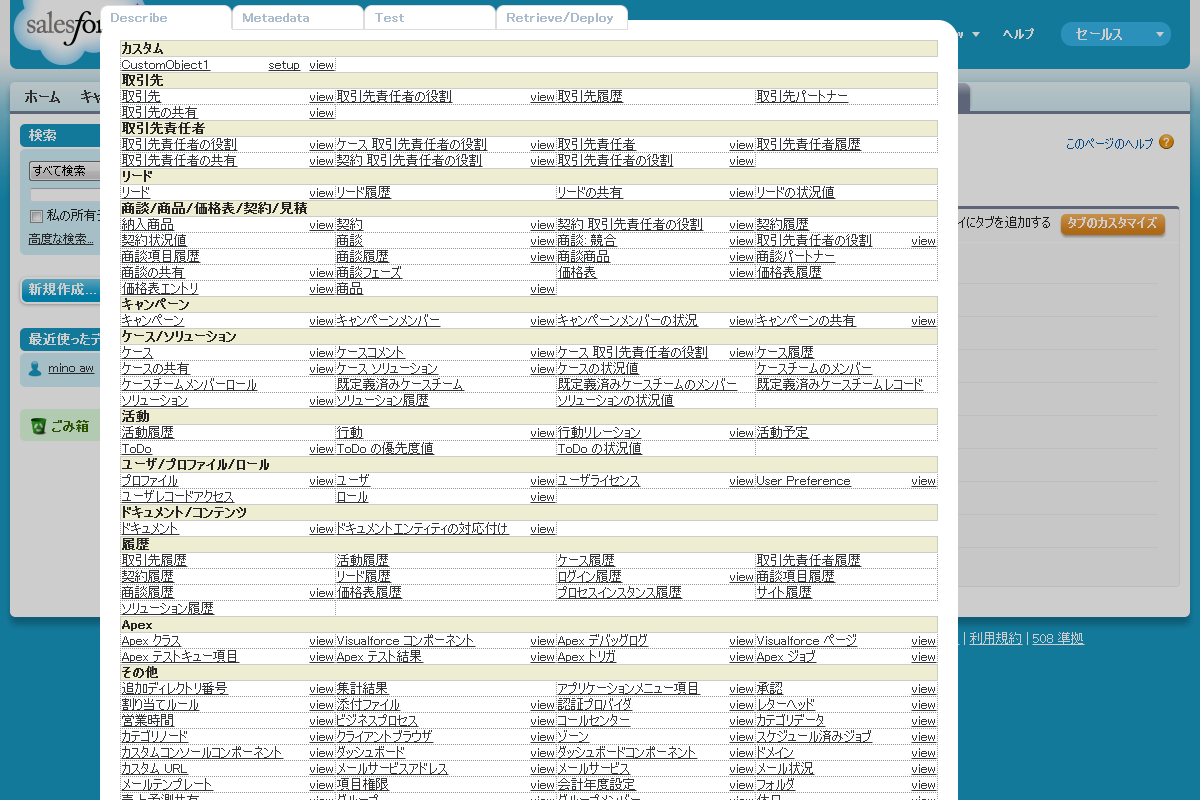 Describe Metaedata Test Retrieve/Deploy
salesfor
ヘルプ セールス
ホーム キャ
検索
すべて検索
私の所有
高度な検索...
新規作成...
最近使ったデ
mino aw
ごみ箱
このページのヘルプ
にタブを追加する タブのカスタマイズ
| 利用規約 | 508 準拠
カスタム
CustomObject1 setup view
取引先
取引先 view 取引先責任者の役割 view 取引先履歴 取引先パートナー
取引先の共有 view
取引先責任者
取引先責任者の役割 view ケース 取引先責任者の役割 view 取引先責任者 view 取引先責任者履歴
取引先責任者の共有 view 契約 取引先責任者の役割 view 取引先責任者の役割 view
リード
リード view リード履歴 リードの共有 view リードの状況値
商談/商品/価格表/契約/見積
納入商品 view 契約 view 契約 取引先責任者の役割 view 契約履歴
契約状況値 商談 view 商談: 競合 view 取引先責任者の役割 view
商談項目履歴 商談履歴 view 商談商品 view 商談パートナー
商談の共有 view 商談フェーズ 価格表 view 価格表履歴
価格表エントリ view 商品 view
キャンペーン
キャンペーン view キャンペーンメンバー view キャンペーンメンバーの状況 view キャンペーンの共有 view
ケース/ソリューション
ケース view ケースコメント view ケース 取引先責任者の役割 view ケース履歴
ケースの共有 view ケース ソリューション view ケースの状況値 ケースチームのメンバー
ケースチームメンバーロール 既定義済みケースチーム 既定義済みケースチームのメンバー 既定義済みケースチームレコード
ソリューション view ソリューション履歴 ソリューションの状況値
活動
活動履歴 行動 view 行動リレーション view 活動予定
ToDo view ToDo の優先度値 ToDo の状況値
ユーザ/プロファイル/ロール
プロファイル view ユーザ view ユーザライセンス view User Preference view
ユーザレコードアクセス ロール view
ドキュメント/コンテンツ
ドキュメント view ドキュメントエンティティの対応付け view
履歴
取引先履歴 活動履歴 ケース履歴 取引先責任者履歴
契約履歴 リード履歴 ログイン履歴 view 商談項目履歴
商談履歴 view 価格表履歴 プロセスインスタンス履歴 サイト履歴
ソリューション履歴
Apex
Apex クラス view Visualforce コンポーネント view Apex デバッグログ view Visualforce ページ view
Apex テストキュー項目 view Apex テスト結果 view Apex トリガ view Apex ジョブ view
その他
追加ディレクトリ番号 view 集計結果 アプリケーションメニュー項目 view 承認 view
割り当てルール view 添付ファイル view 認証プロバイダ view レターヘッド view
営業時間 view ビジネスプロセス view コールセンター view カテゴリデータ view
カテゴリノード view クライアントブラウザ view ゾーン view スケジュール済みジョブ view
カスタムコンソールコンポーネント view ダッシュボード view ダッシュボードコンポーネント view ドメイン view
カスタム URL view メールサービスアドレス view メールサービス view メール状況 view
メールテンプレート view 項目権限 view 会計年度設定 view フォルダ view